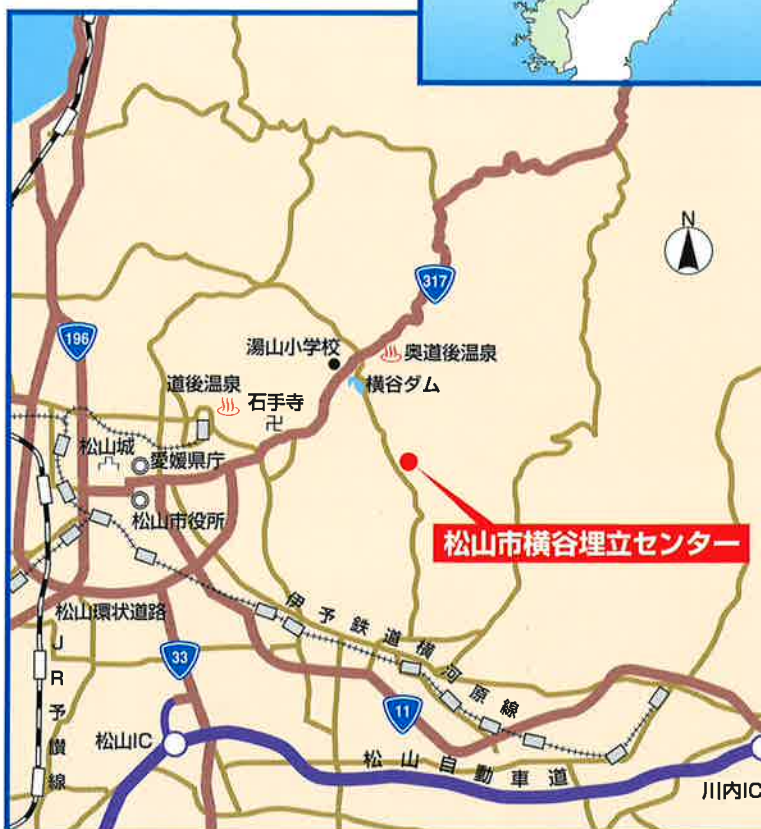 N
317
196
湯山小学校
奥道後温泉
道後温泉
横谷ダム
石手寺
松山城
愛媛県庁
松山市役所
松山市横谷埋立センター
松山環状道路
伊予鉄道横河原線
33
JR予讃線
11
松山IC
松山自動車道
川内IC